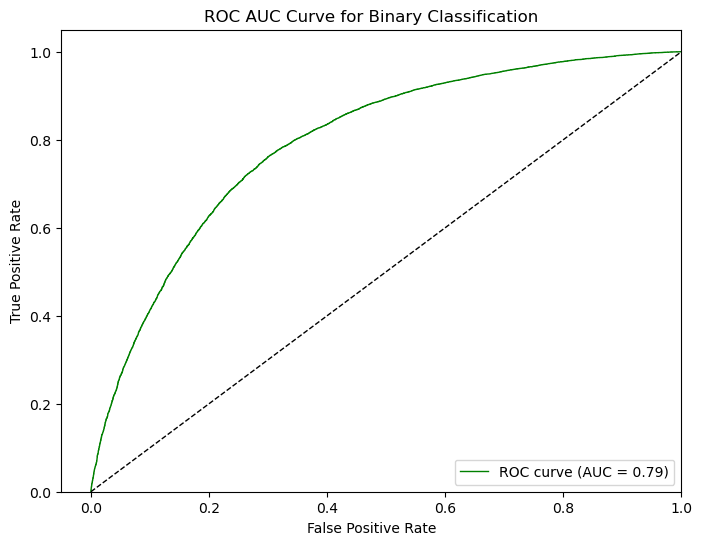 ROC AUC Curve for Binary Classification
1.0
0.8
0.6
0.4
0.2
0.0
True Positive Rate
ROC curve (AUC = 0.79)
0.0 0.2 0.4 0.6 0.8 1.0
False Positive Rate